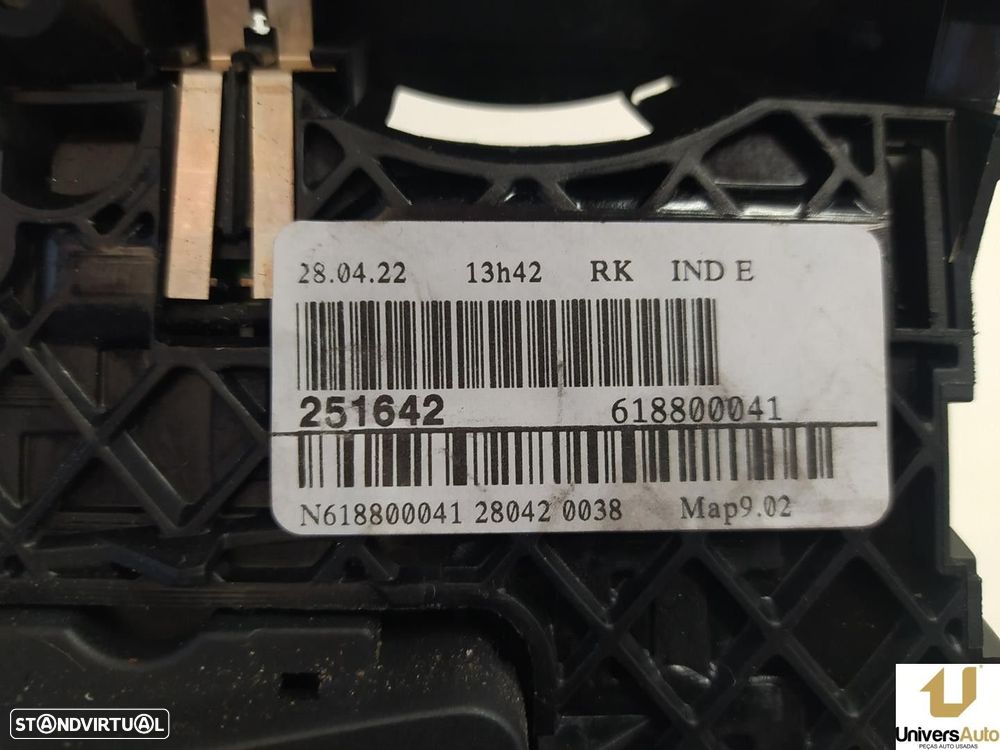 28.04.22 13h42 RK IND E
251642 618800041
N618800041 28042 0038 Map9.02
STANDVIRTUAL
UniversAuto
PEÇAS AUTO USADAS